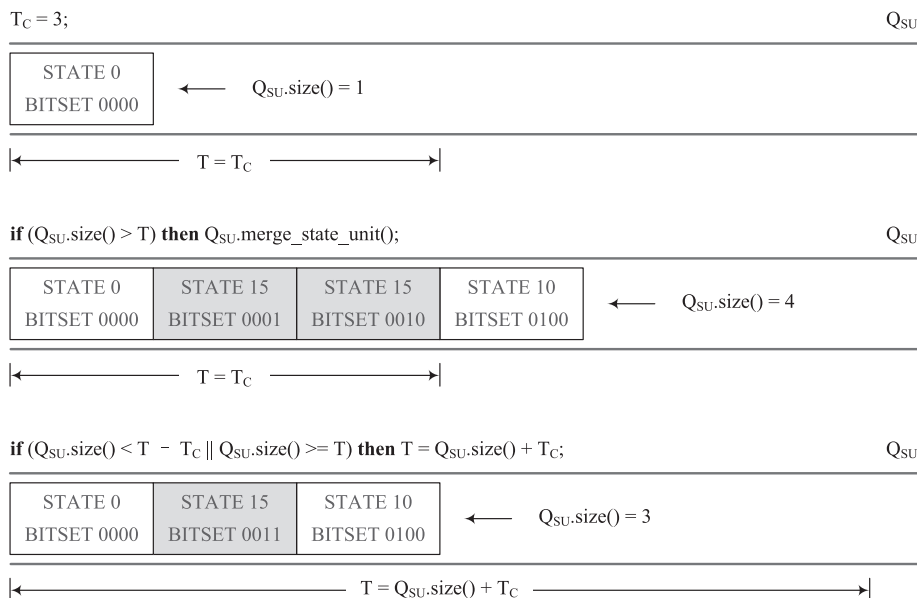 T_C = 3; Q_SU
STATE 0
BITSET 0000
Q_SU.size() = 1
T = T_C
if (Q_SU.size() > T) then Q_SU.merge_state_unit(); Q_SU
STATE 0 STATE 15 STATE 15 STATE 10
BITSET 0000 BITSET 0001 BITSET 0010 BITSET 0100
Q_SU.size() = 4
T = T_C
if (Q_SU.size() < T - T_C || Q_SU.size() >= T) then T = Q_SU.size() + T_C; Q_SU
STATE 0 STATE 15 STATE 10
BITSET 0000 BITSET 0011 BITSET 0100
Q_SU.size() = 3
T = Q_SU.size() + T_C